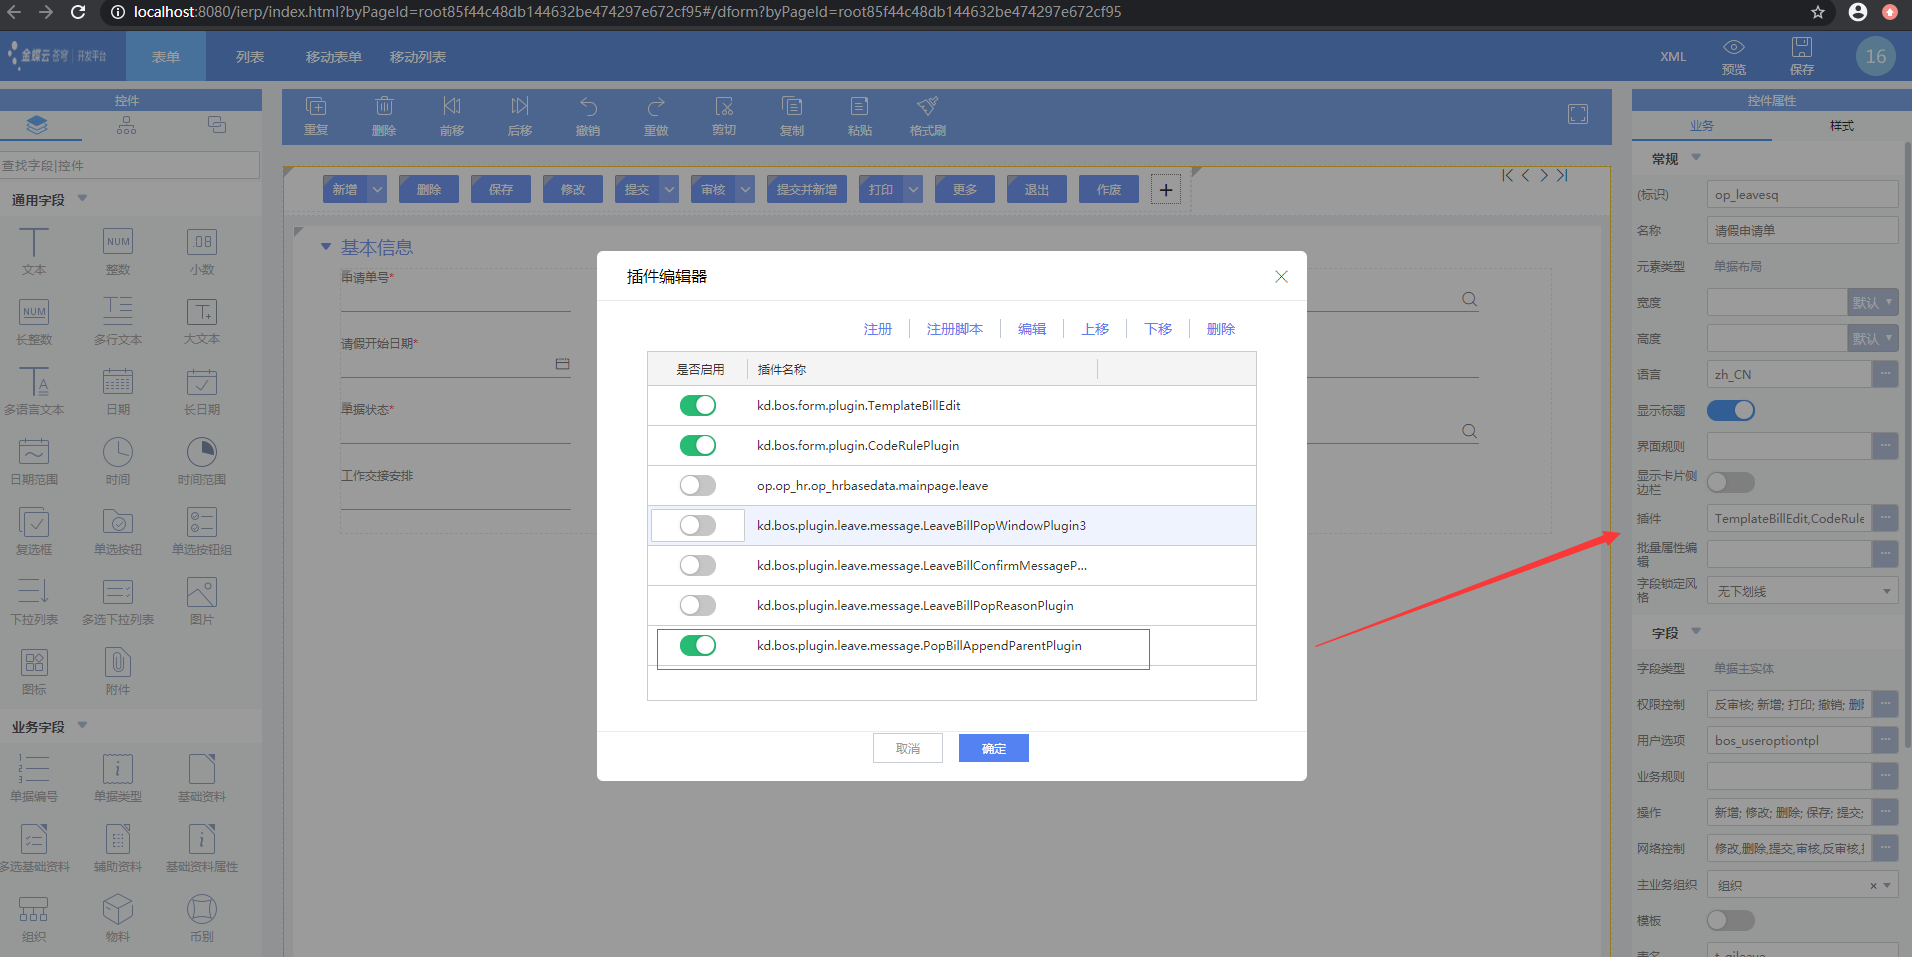 localhost:8080/ierp/index.html?byPageId=root85f44c48db144632be474297e672cf95#/dform?byPageId=root85f44c48db144632be474297e672cf95
金蝶云 苍穹 | 开发平台
表单 列表 移动表单 移动列表
XML 预览 保存 16
控件
查找字段|控件
通用字段
文本 整数 小数
NUM .08
长整数 多行文本 大文本
NUM
多语言文本 日期 长日期
日期范围 时间 时间范围
复选框 单选按钮 单选按钮组
下拉列表 多选下拉列表 图片
图标 附件
业务字段
单据编号 单据类型 基础资料
多选基础资料 辅助资料 基础资料属性
组织 物料 币别
重复 删除 前移 后移 撤销 重做 剪切 复制 粘贴 格式刷
新增 删除 保存 修改 提交 审核 提交并新增 打印 更多 退出 作废 +
基本信息
申请单号*
请假开始日期*
单据状态*
工作交接安排
插件编辑器
注册 注册脚本 编辑 上移 下移 删除
是否启用 插件名称
kd.bos.form.plugin.TemplateBillEdit
kd.bos.form.plugin.CodeRulePlugin
op.op_hr.op_hrbasedata.mainpage.leave
kd.bos.plugin.leave.message.LeaveBillPopWindowPlugin3
kd.bos.plugin.leave.message.LeaveBillConfirmMessageP...
kd.bos.plugin.leave.message.LeaveBillPopReasonPlugin
kd.bos.plugin.leave.message.PopBillAppendParentPlugin
取消 确定
控件属性
业务 样式
常规
(标识) op_leavesq
名称 请假申请单
元素类型 单据布局
宽度 默认
高度 默认
语言 zh_CN
显示标题
界面规则
显示卡片侧
边栏
插件 TemplateBillEdit,CodeRule
批量属性编
辑
字段锁定风
格 无下划线
字段
字段类型 单据主实体
权限控制 反审核; 新增; 打印; 撤销; 删
用户选项 bos_useroptiontpl
业务规则
操作 新增; 修改; 删除; 保存; 提交;
网络控制 修改,删除,提交,审核,反审核,
主业务组织 组织
模板